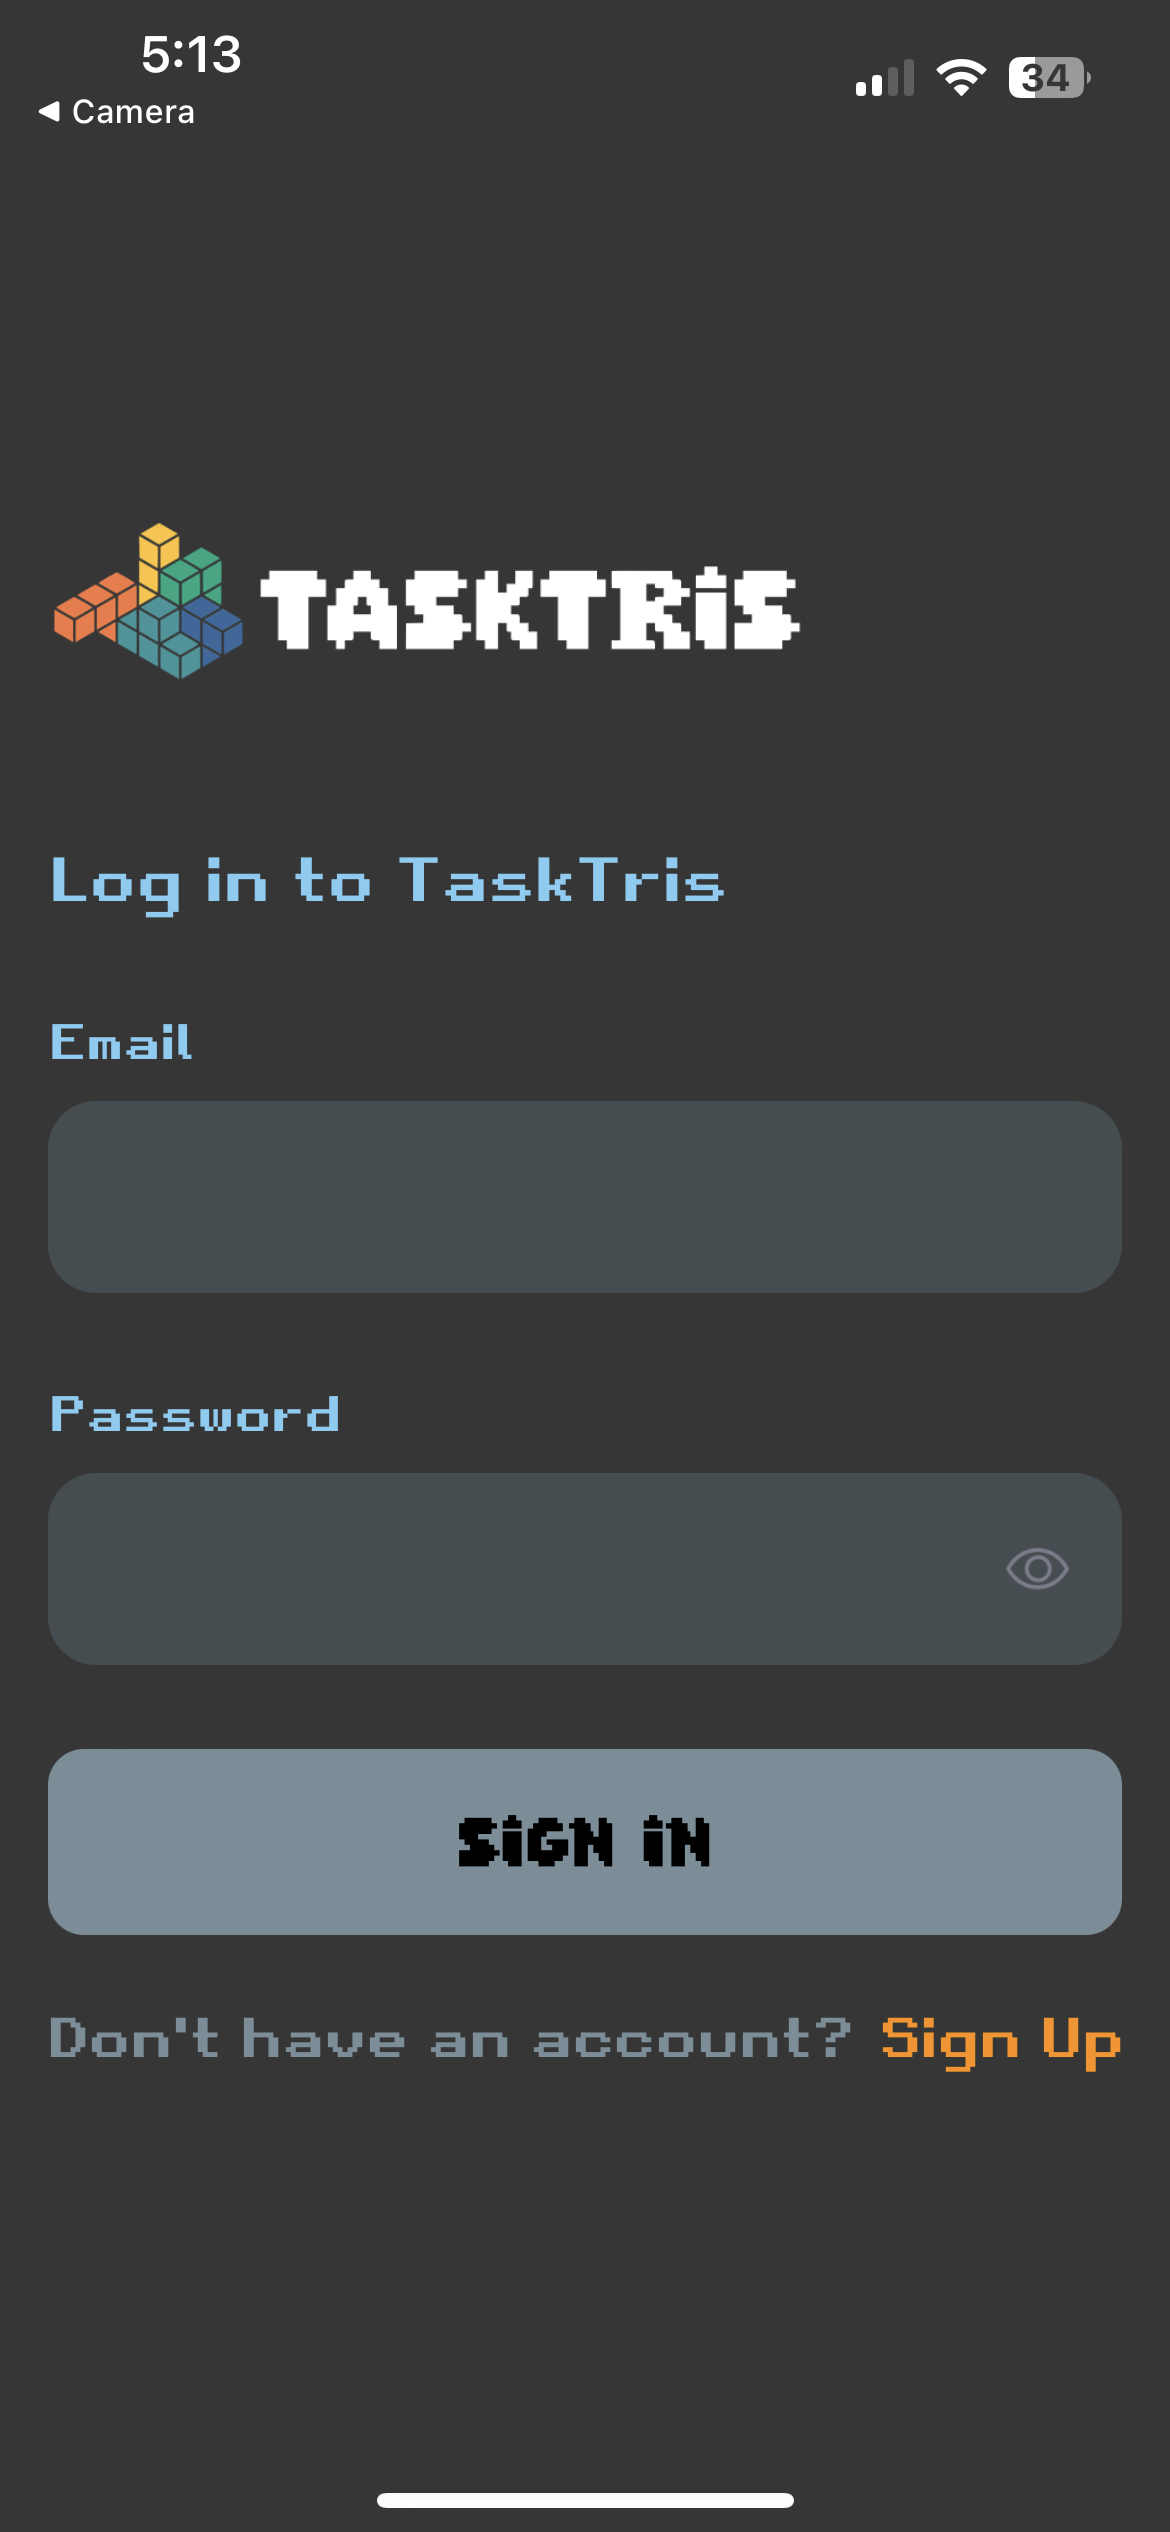 5:13
34
◀ Camera
TASKTRiS
Log in to TaskTris
Email
Password
SiGN iN
Don't have an account? Sign Up